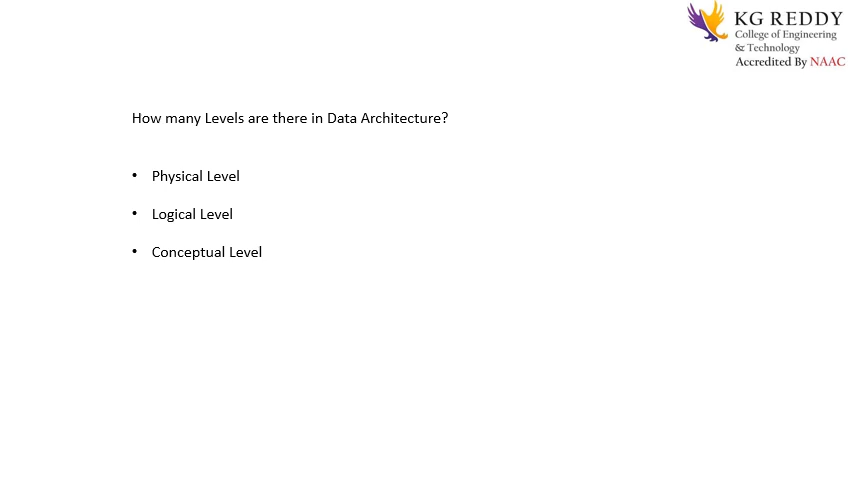 KG REDDY
College of Engineering
& Technology
Accredited By NAAC
How many Levels are there in Data Architecture?
• Physical Level
• Logical Level
• Conceptual Level